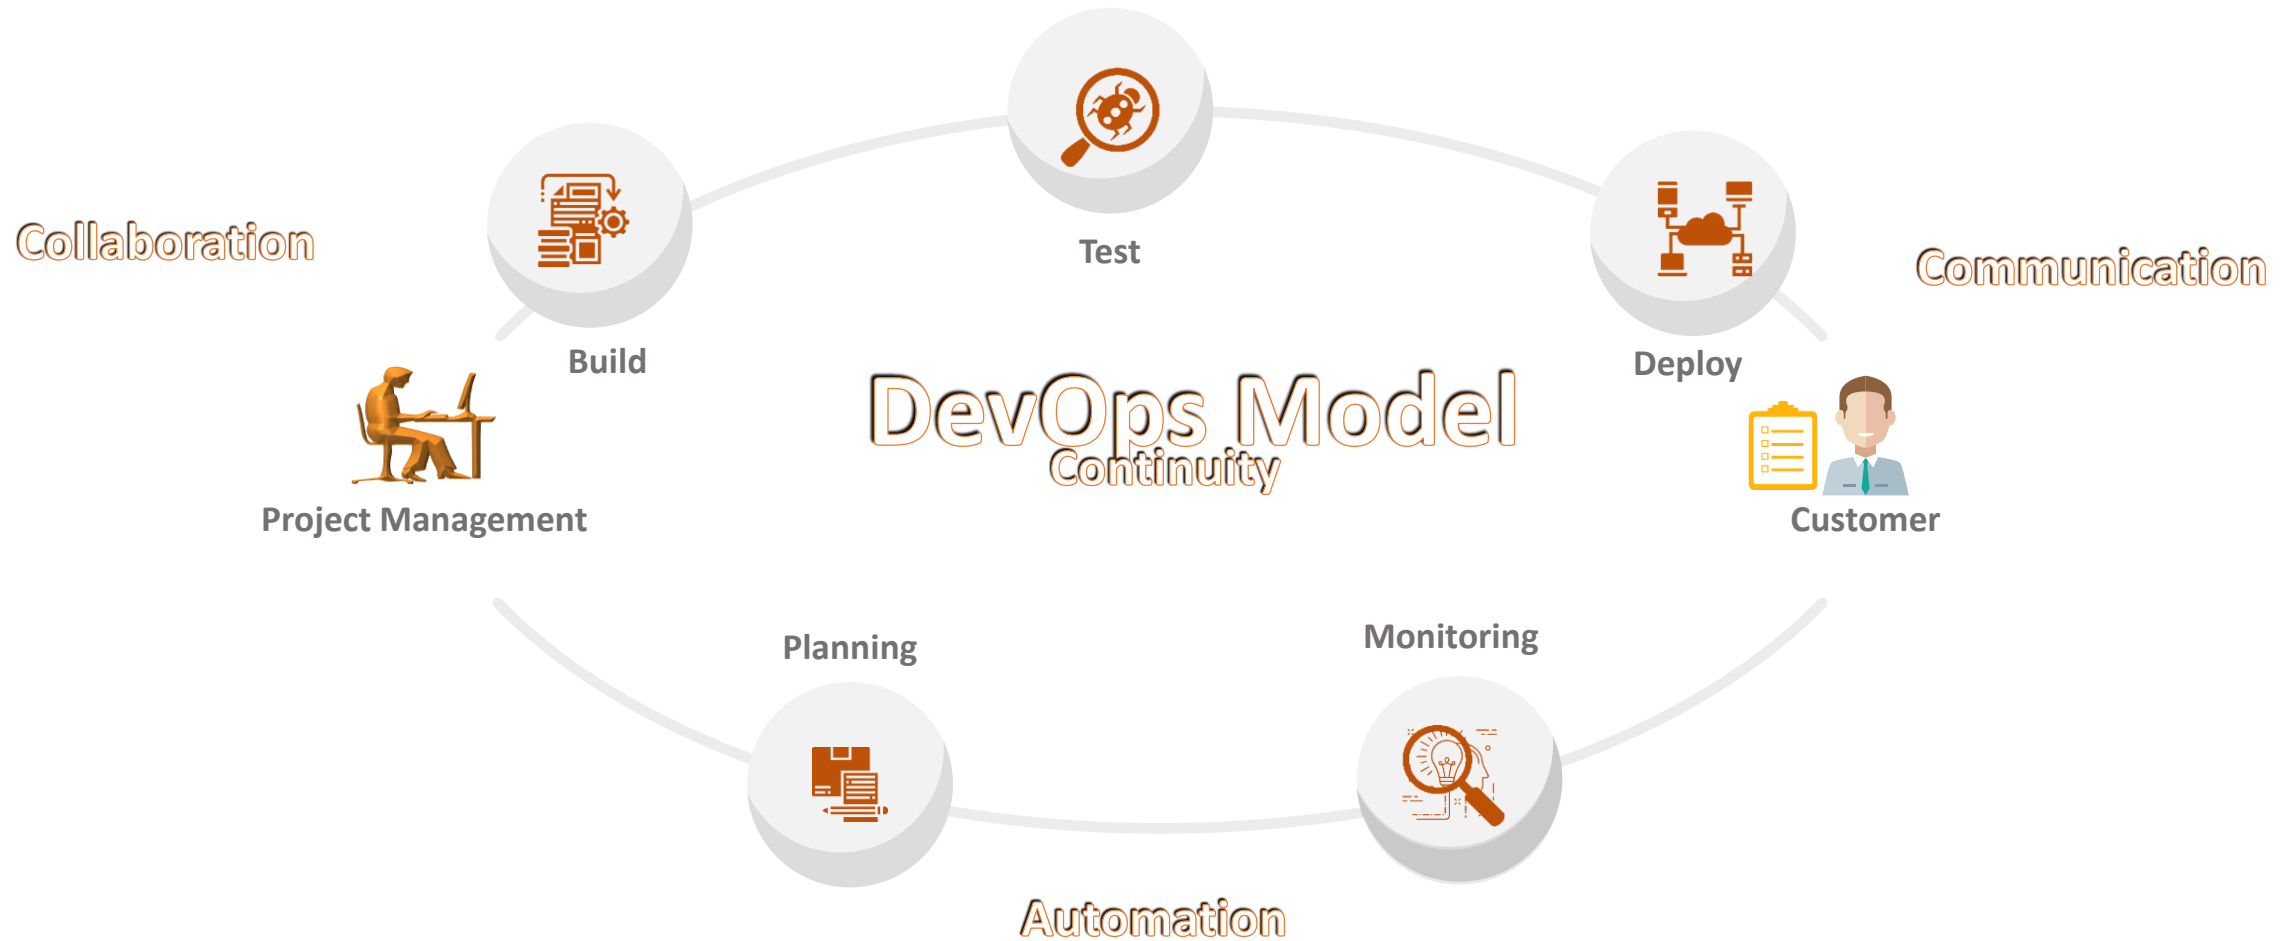 Test
Collaboration
Communication
Build
Deploy
DevOps Model
Continuity
Project Management
Customer
Planning
Monitoring
Automation